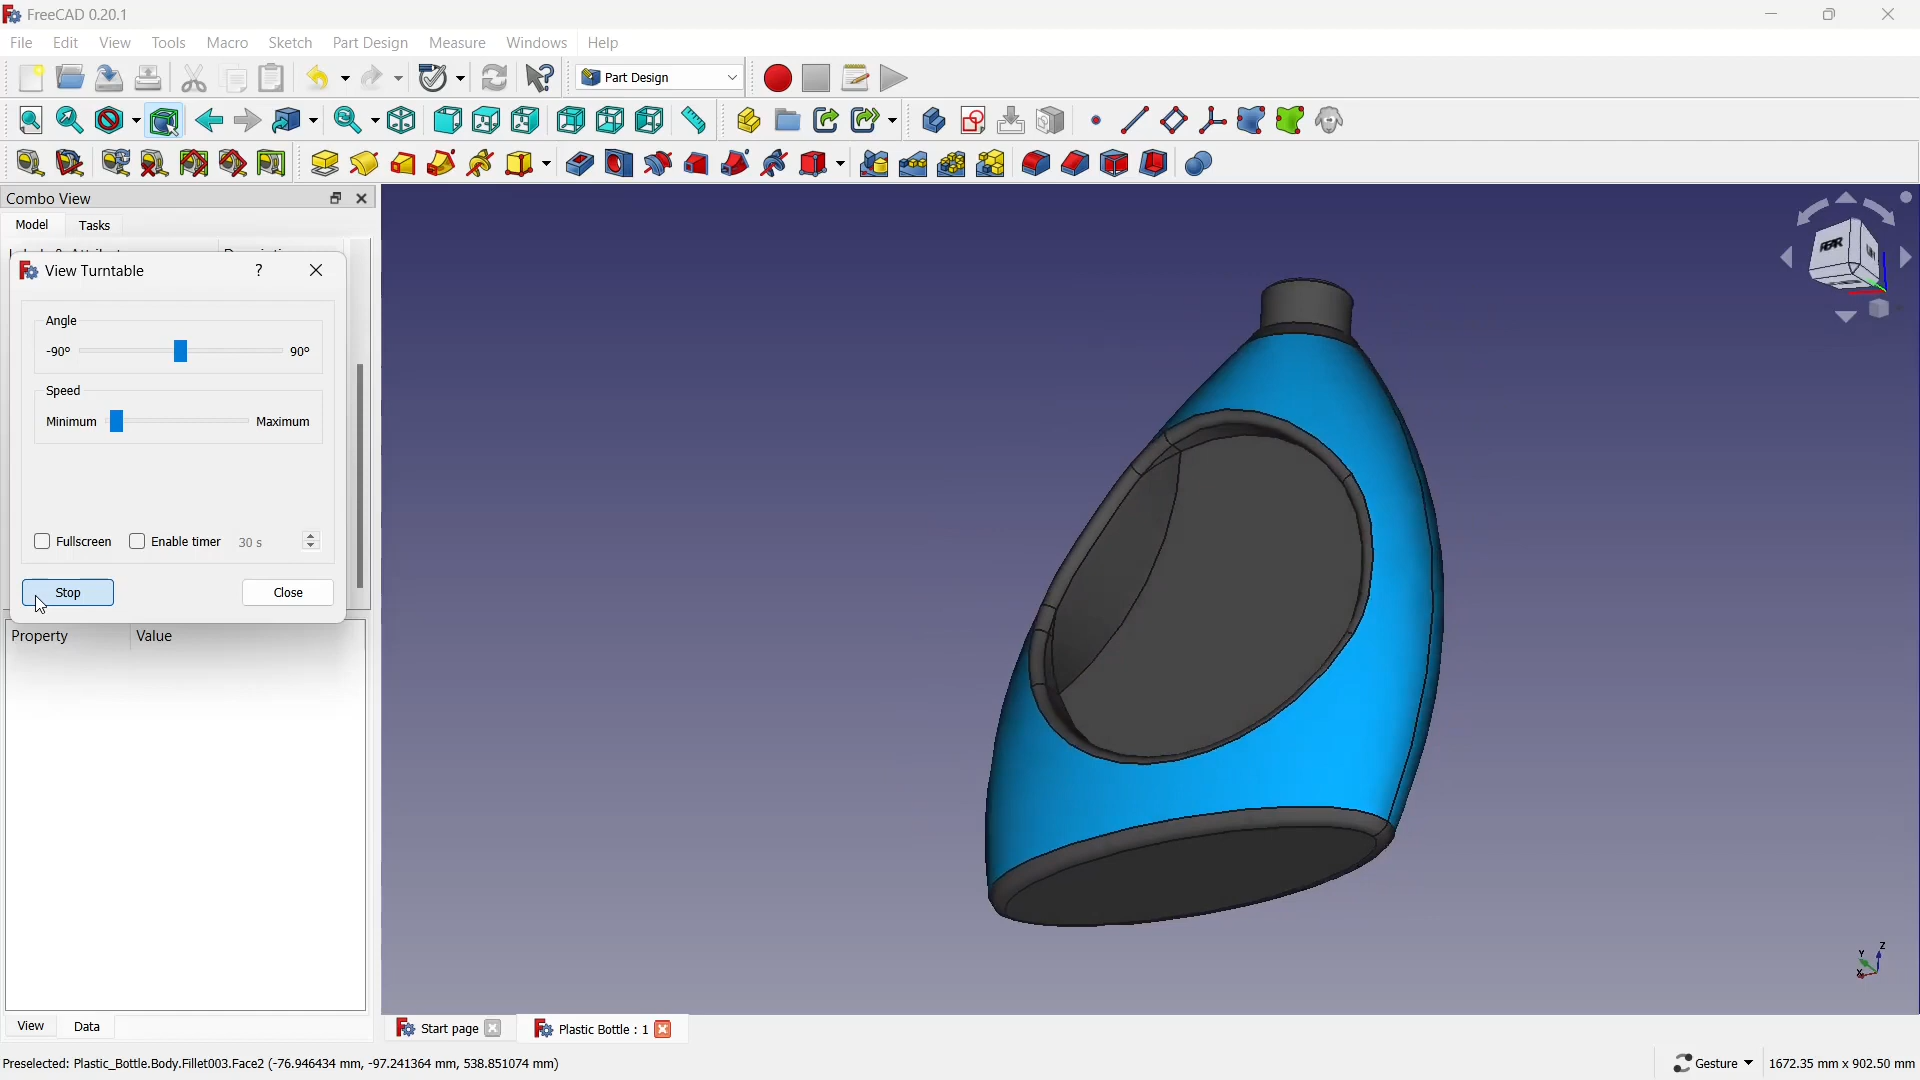 FreeCAD 0.20.1
File Edit View Tools Macro Sketch Part Design Measure Windows Help
Part Design
Combo View
Model Tasks
View Turntable ?
Angle
-90º 90º
Speed
Minimum Maximum
Fullscreen Enable timer 30 s
Stop Close
Property Value
REAR
Z
Y
X
View Data
Start page Plastic Bottle : 1
Preselected: Plastic_Bottle.Body.Fillet003.Face2 (-76.946434 mm, -97.241364 mm, 538.851074 mm)
Gesture 1672.35 mm x 902.50 mm